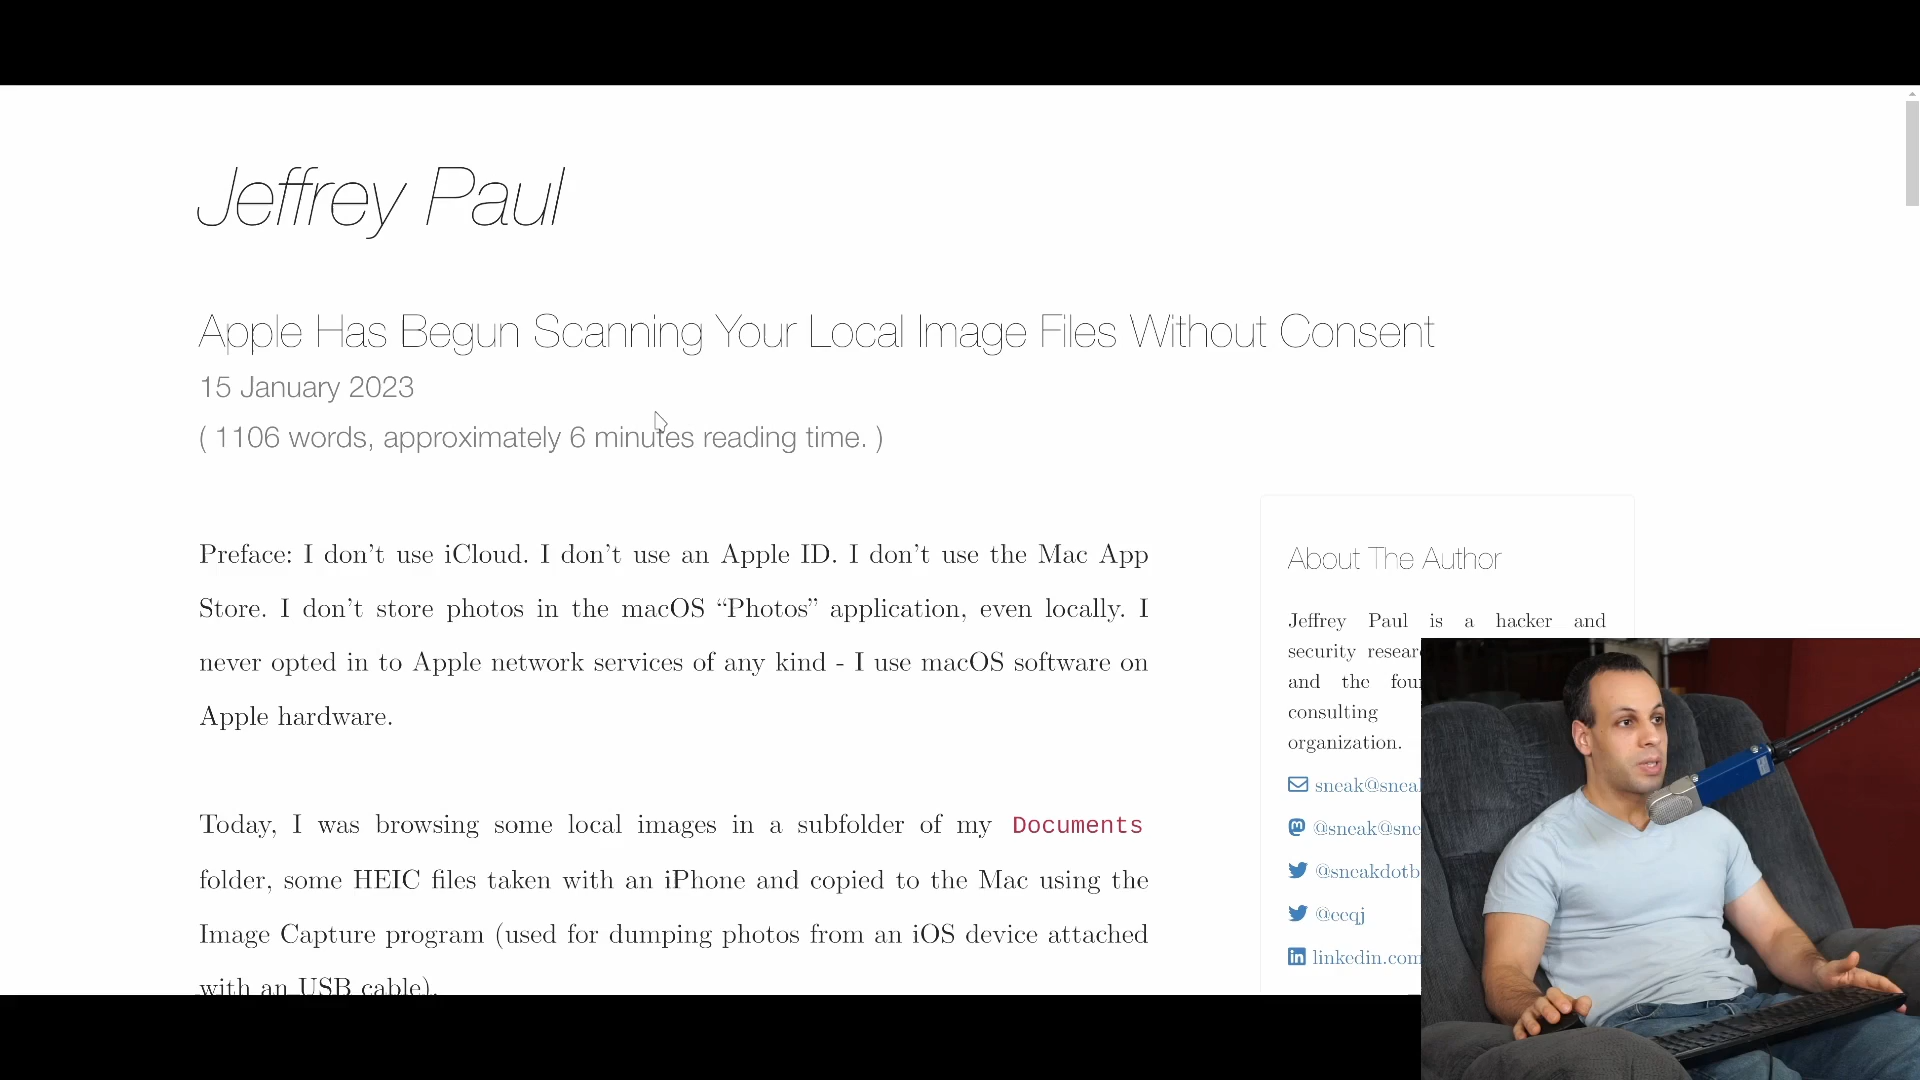 Jeffrey Paul
Apple Has Begun Scanning Your Local Image Files Without Consent
15 January 2023
( 1106 words, approximately 6 minutes reading time. )
Preface: I don’t use iCloud. I don’t use an Apple ID. I don’t use the Mac App
Store. I don’t store photos in the macOS “Photos” application, even locally. I
never opted in to Apple network services of any kind - I use macOS software on
Apple hardware.
Today, I was browsing some local images in a subfolder of my Documents
folder, some HEIC files taken with an iPhone and copied to the Mac using the
Image Capture program (used for dumping photos from an iOS device attached
with an USB cable).
About The Author
Jeffrey Paul is a hacker and
security
and the
consulting
organization.
@eeqj
linkedin.com